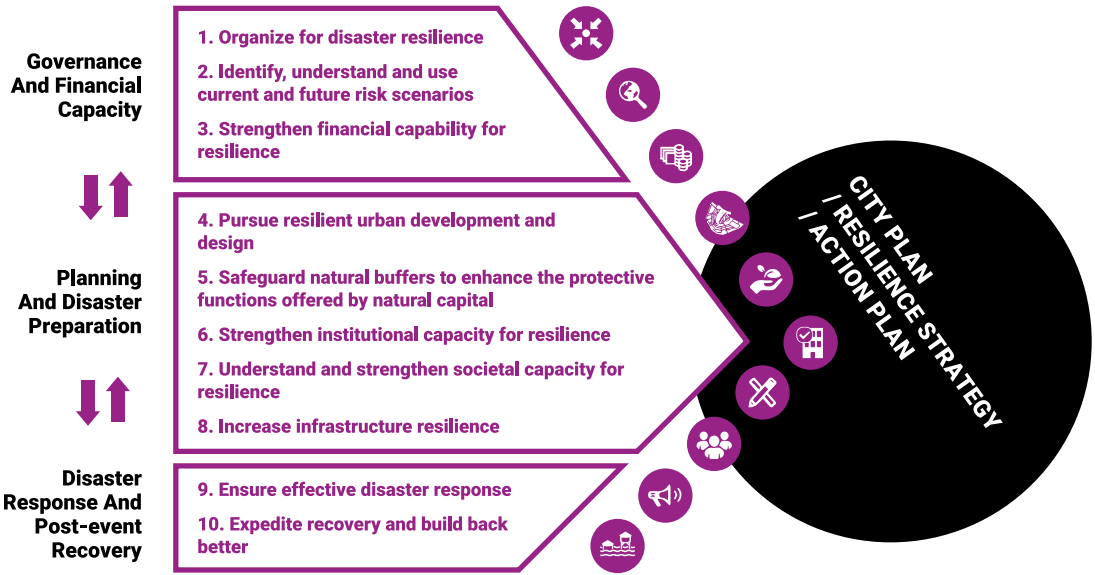 Governance
And Financial
Capacity
1. Organize for disaster resilience
2. Identify, understand and use
current and future risk scenarios
3. Strengthen financial capability for
resilience
Planning
And Disaster
Preparation
4. Pursue resilient urban development and
design
5. Safeguard natural buffers to enhance the protective
functions offered by natural capital
6. Strengthen institutional capacity for resilience
7. Understand and strengthen societal capacity for
resilience
8. Increase infrastructure resilience
Disaster
Response And
Post-event
Recovery
9. Ensure effective disaster response
10. Expedite recovery and build back
better
CITY PLAN
/ RESILIENCE STRATEGY
/ ACTION PLAN